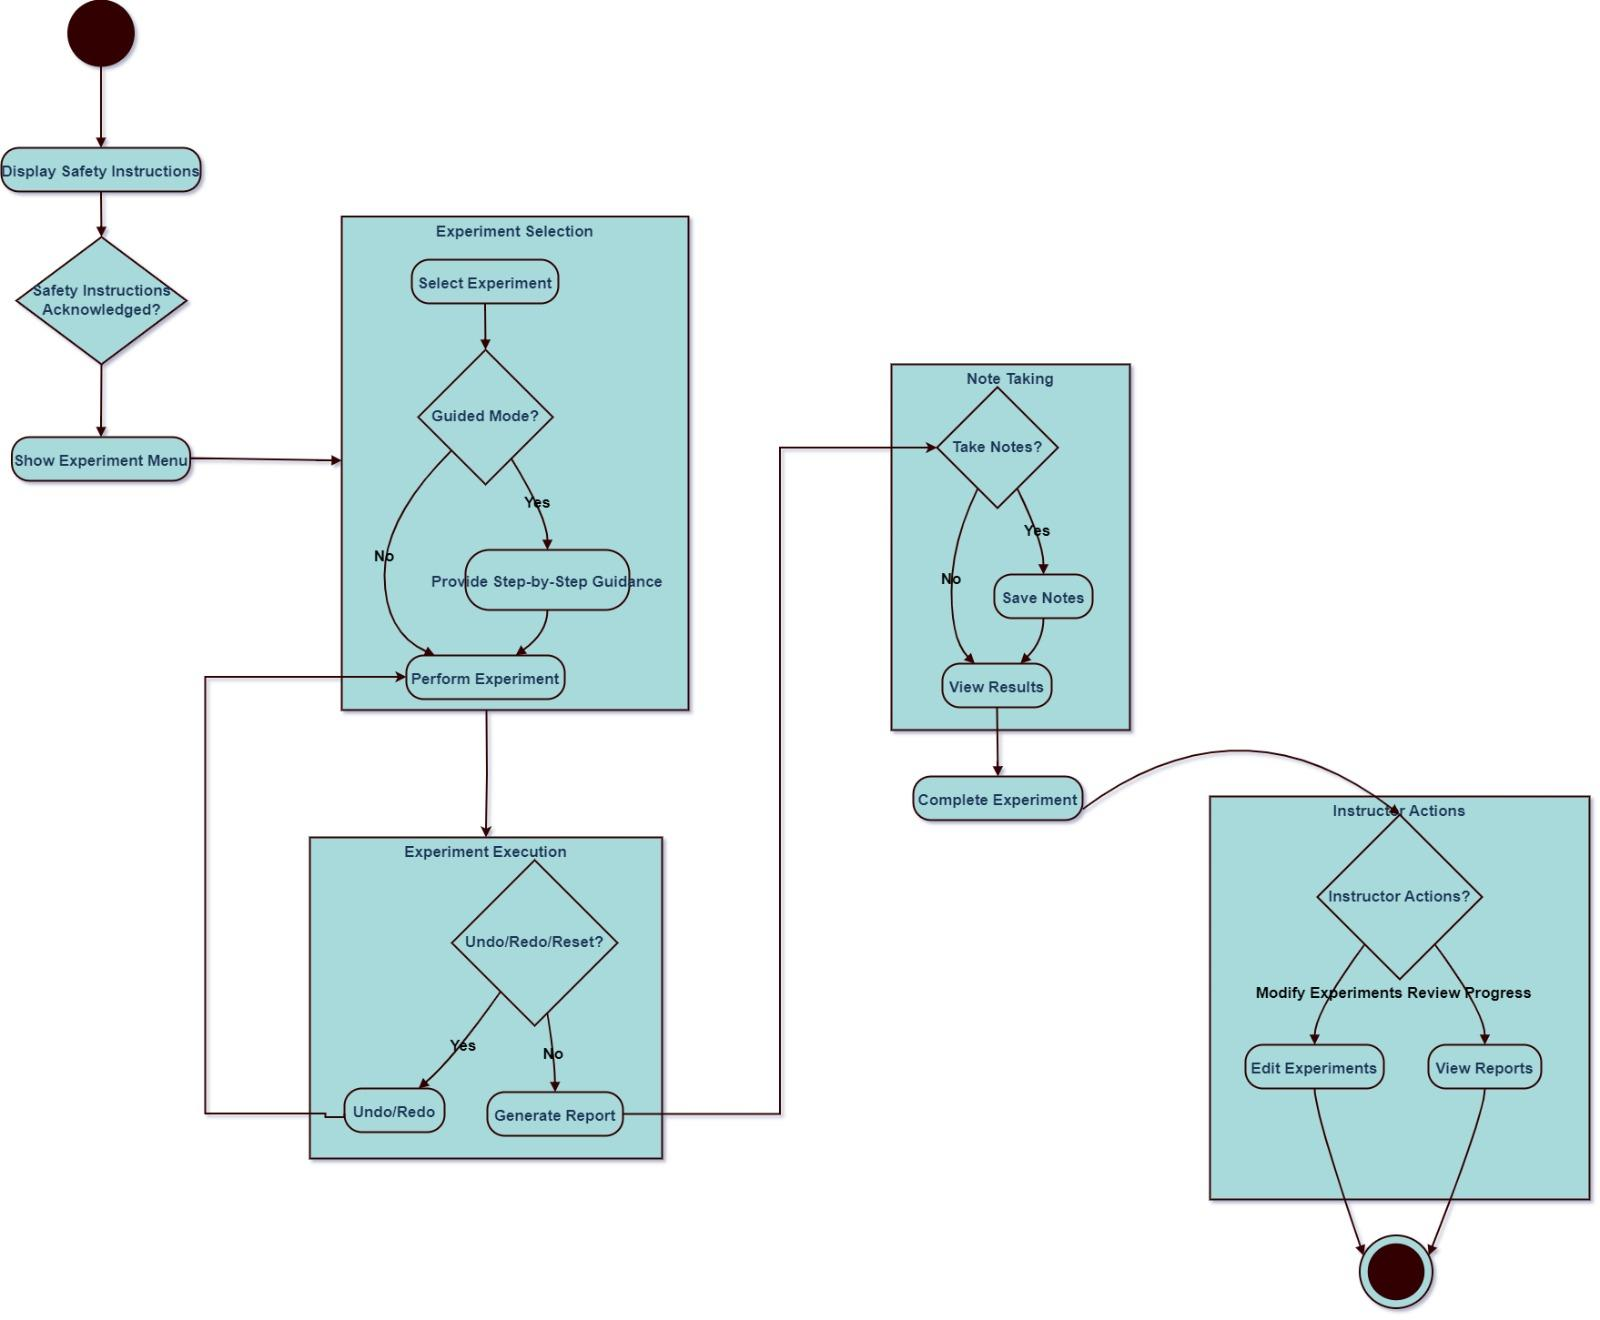 Display Safety Instructions
Safety Instructions
Acknowledged?
Show Experiment Menu
Experiment Selection
Select Experiment
Guided Mode?
Yes
No
Provide Step-by-Step Guidance
Perform Experiment
Experiment Execution
Undo/Redo/Reset?
Yes
No
Undo/Redo
Generate Report
Note Taking
Take Notes?
Yes
No
Save Notes
View Results
Complete Experiment
Instructor Actions
Instructor Actions?
Modify Experiments Review Progress
Edit Experiments
View Reports